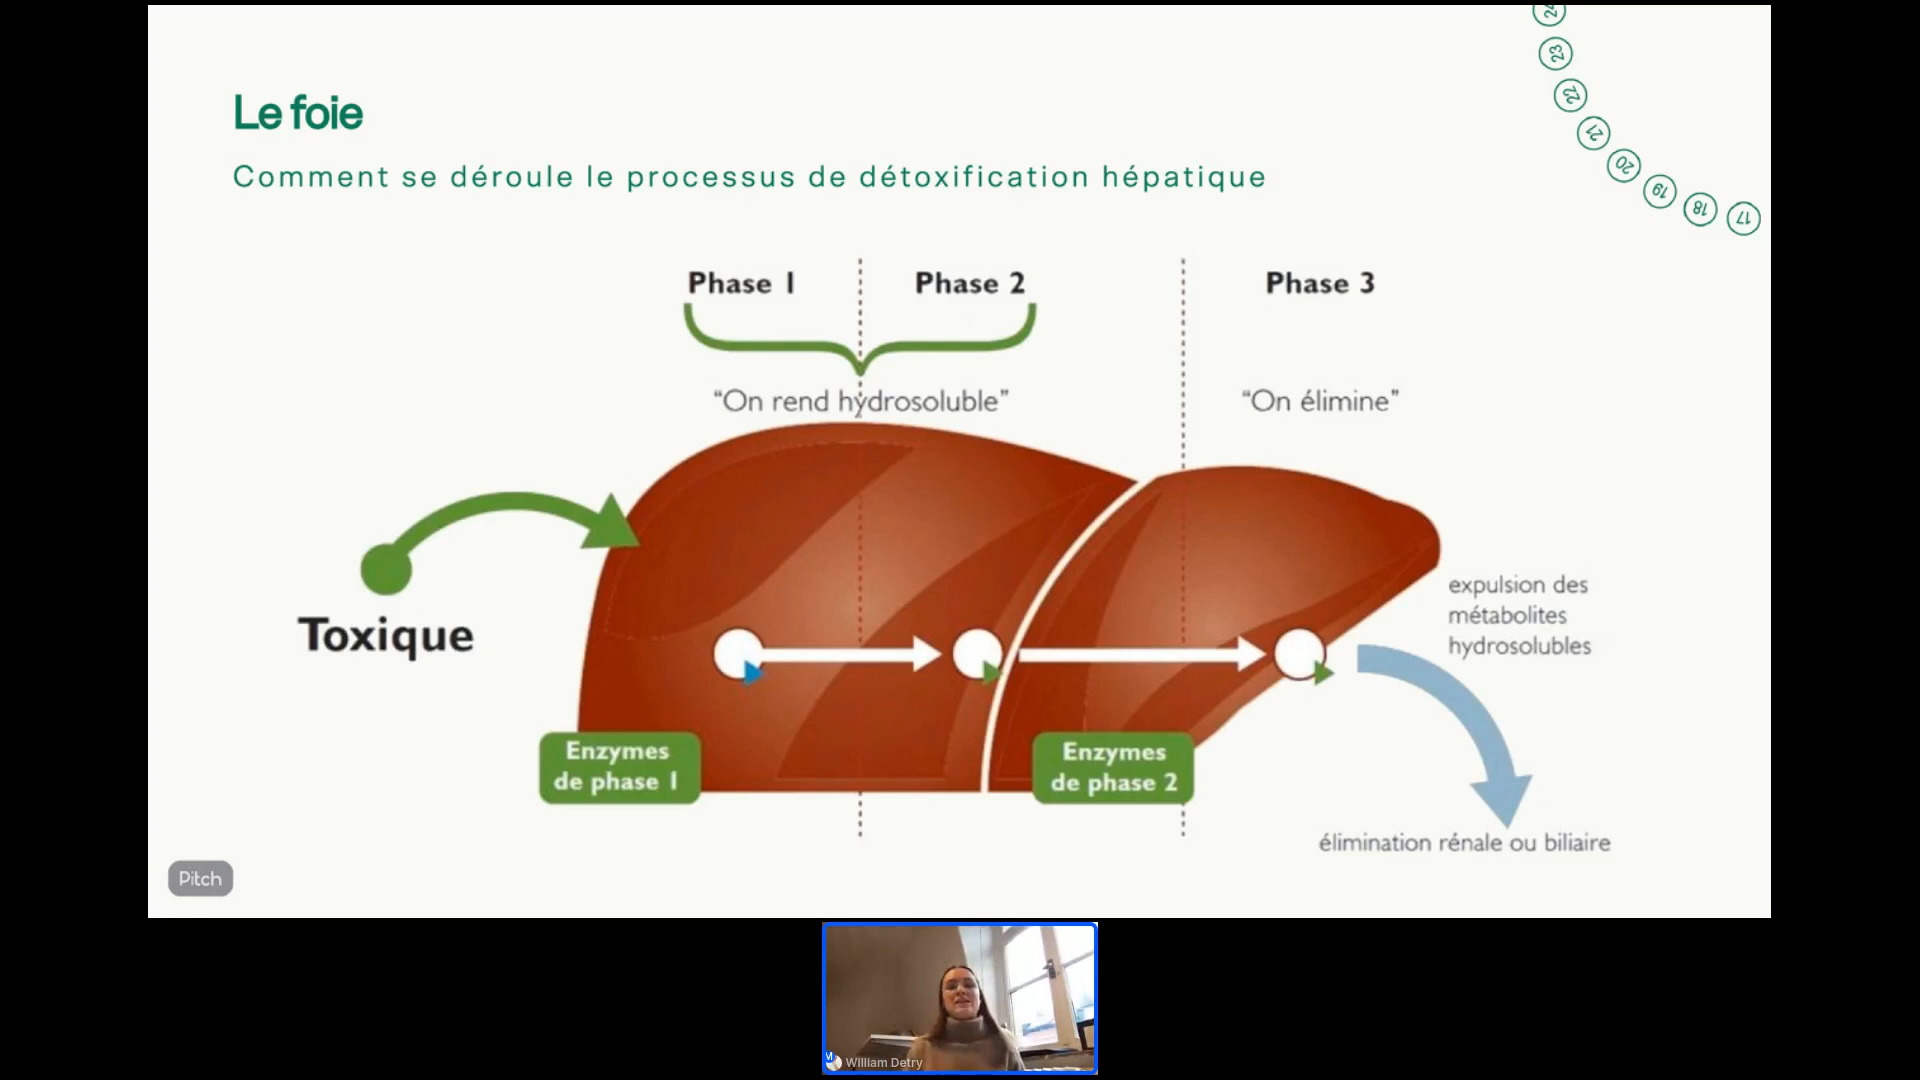 24
23
22
21
20
19
18
17
Le foie
Comment se déroule le processus de détoxification hépatique
Phase 1
Phase 2
Phase 3
“On rend hydrosoluble”
“On élimine”
Toxique
expulsion des
métabolites
hydrosolubles
Enzymes
de phase 1
Enzymes
de phase 2
élimination rénale ou biliaire
Pitch
M
William Detry